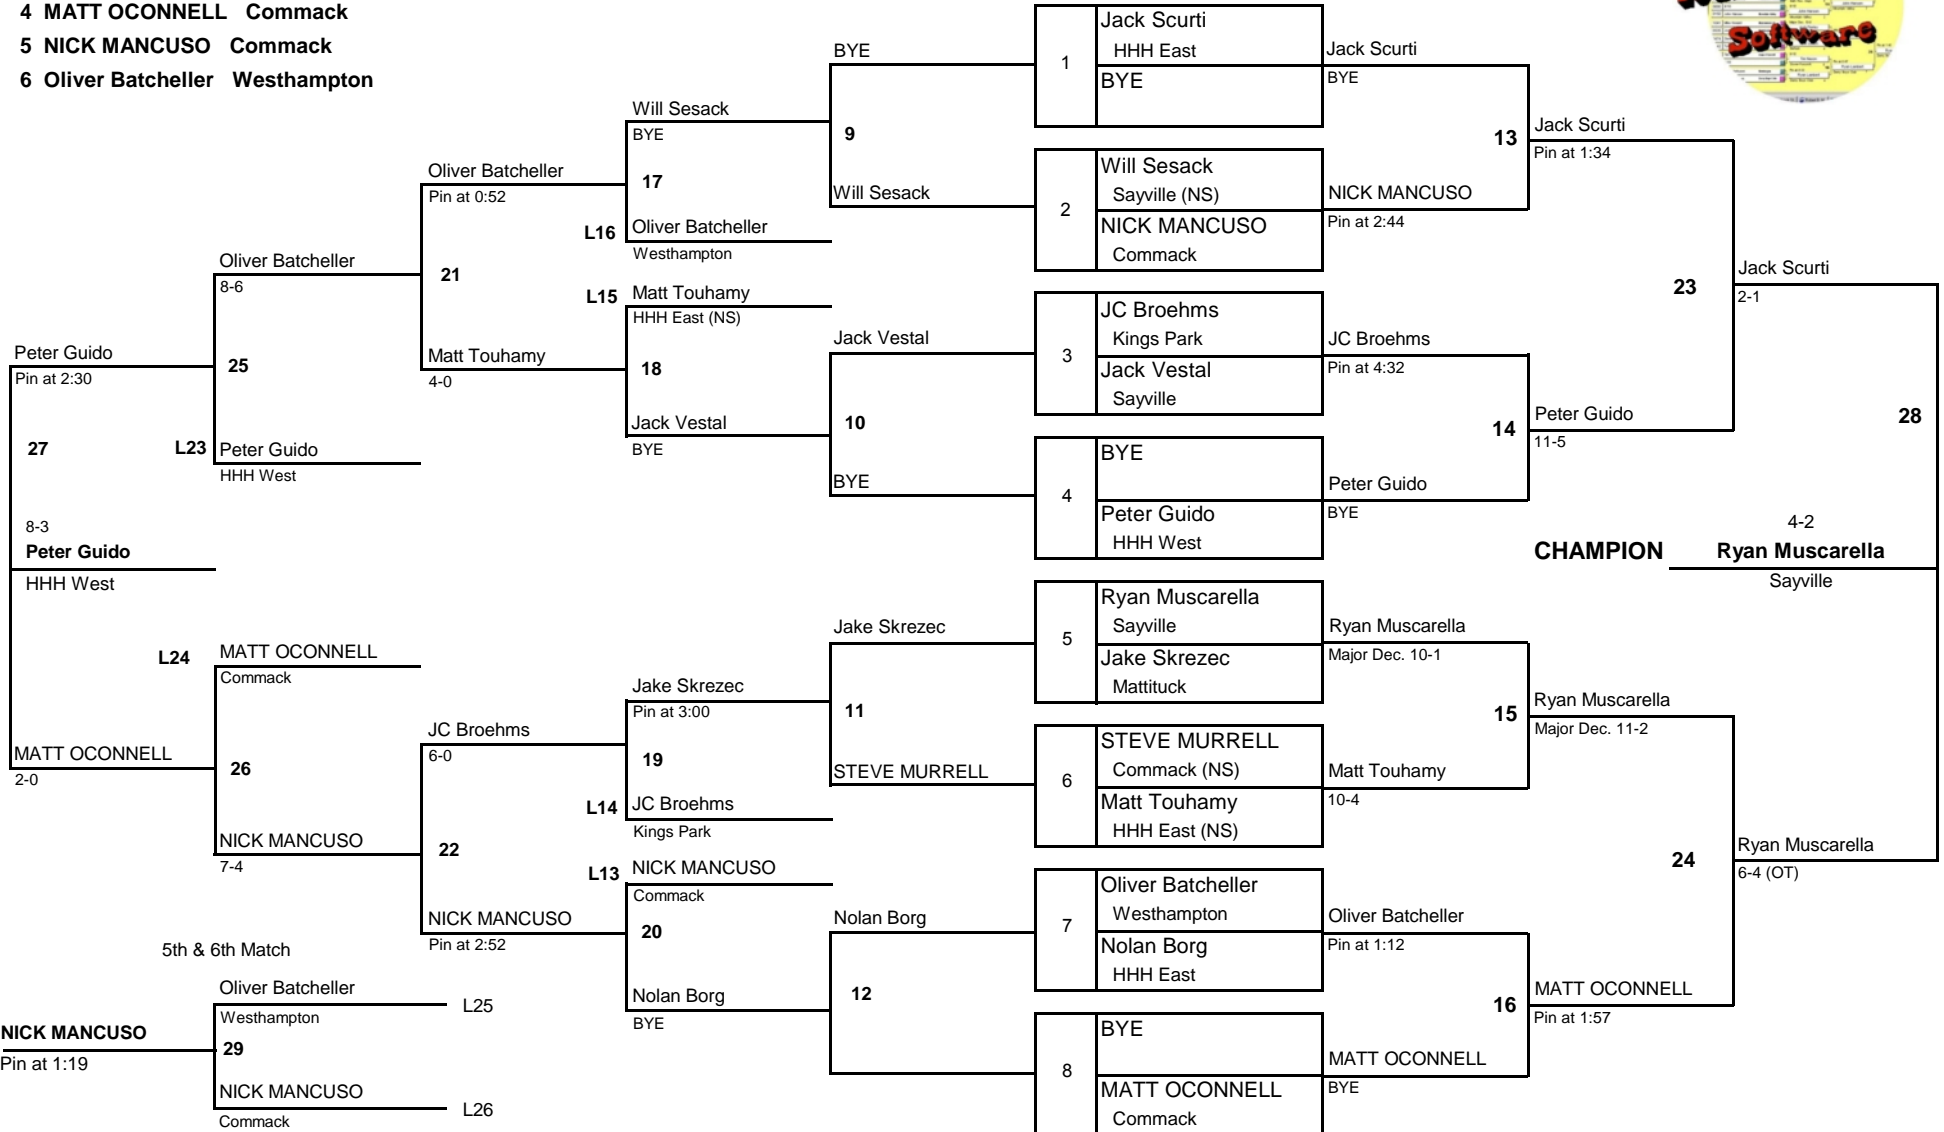 4 MATT OCONNELL Commack
5 NICK MANCUSO Commack
6 Oliver Batcheller Westhampton
Software
1
Jack Scurti
HHH East
BYE
2
Will Sesack
Sayville (NS)
NICK MANCUSO
Commack
3
JC Broehms
Kings Park
Jack Vestal
Sayville
4
BYE
Peter Guido
HHH West
5
Ryan Muscarella
Sayville
Jake Skrezec
Mattituck
6
STEVE MURRELL
Commack (NS)
Matt Touhamy
HHH East (NS)
7
Oliver Batcheller
Westhampton
Nolan Borg
HHH East
8
BYE
MATT OCONNELL
Commack
Jack Scurti
BYE
13
NICK MANCUSO
Pin at 2:44
JC Broehms
Pin at 4:32
14
Peter Guido
BYE
Ryan Muscarella
Major Dec. 10-1
15
Matt Touhamy
10-4
Oliver Batcheller
Pin at 1:12
16
MATT OCONNELL
BYE
Jack Scurti
Pin at 1:34
23
Peter Guido
11-5
Ryan Muscarella
Major Dec. 11-2
24
MATT OCONNELL
Pin at 1:57
Jack Scurti
2-1
28
4-2
CHAMPION Ryan Muscarella
Sayville
Ryan Muscarella
6-4 (OT)
BYE
9
Will Sesack
Jack Vestal
10
BYE
Jake Skrezec
11
STEVE MURRELL
Nolan Borg
12
Will Sesack
BYE
17
L16 Oliver Batcheller
Westhampton
L15 Matt Touhamy
HHH East (NS)
18
Jack Vestal
BYE
Jake Skrezec
Pin at 3:00
19
L14 JC Broehms
Kings Park
L13 NICK MANCUSO
Commack
20
Nolan Borg
BYE
Oliver Batcheller
Pin at 0:52
21
Matt Touhamy
4-0
JC Broehms
6-0
22
NICK MANCUSO
Pin at 2:52
Oliver Batcheller
8-6
25
L23 Peter Guido
HHH West
L24 MATT OCONNELL
Commack
26
NICK MANCUSO
7-4
Peter Guido
Pin at 2:30
27
8-3
Peter Guido
HHH West
MATT OCONNELL
2-0
5th & 6th Match
Oliver Batcheller
L25
Westhampton
NICK MANCUSO
29
Pin at 1:19
NICK MANCUSO
L26
Commack